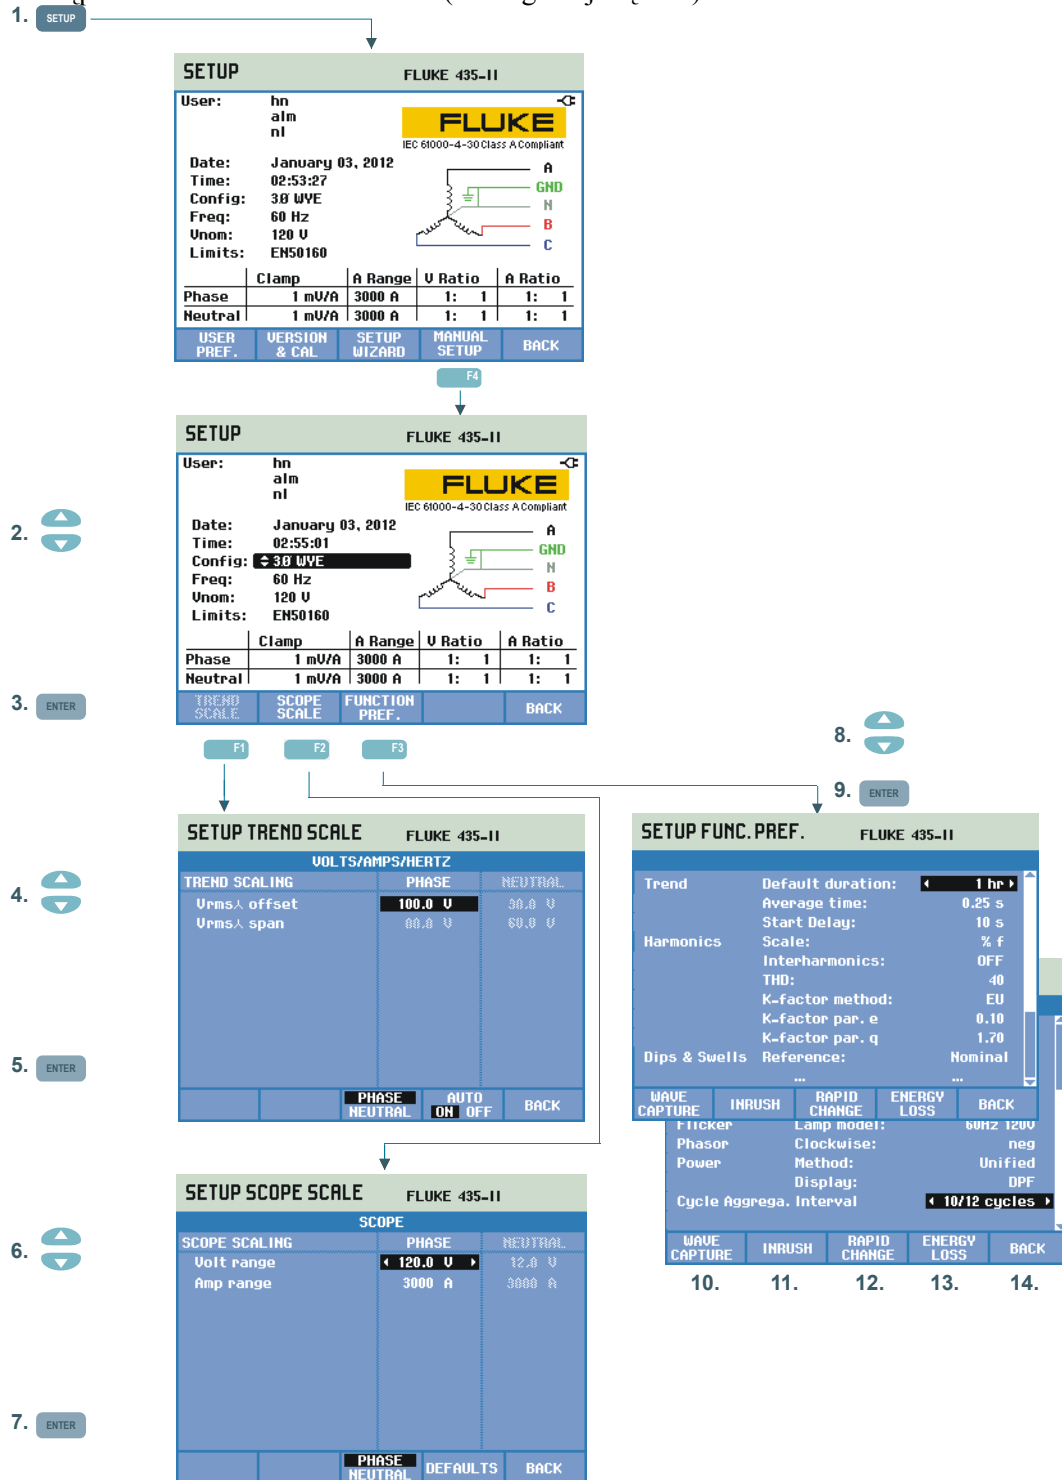 1. SETUP
SETUP FLUKE 435-II
User: hn
alm
nl
FLUKE
IEC 61000-4-30 Class A Compliant
Date: January 03, 2012
Time: 02:53:27
Config: 3Ø WYE
Freq: 60 Hz
Vnom: 120 V
Limits: EN50160
A
GND
N
B
C
Clamp A Range V Ratio A Ratio
Phase 1 mV/A 3000 A 1: 1 1: 1
Neutral 1 mV/A 3000 A 1: 1 1: 1
USER PREF. VERSION & CAL SETUP WIZARD MANUAL SETUP BACK
F4
SETUP FLUKE 435-II
User: hn
alm
nl
FLUKE
IEC 61000-4-30 Class A Compliant
2.
Date: January 03, 2012
Time: 02:55:01
Config: 3Ø WYE
Freq: 60 Hz
Vnom: 120 V
Limits: EN50160
A
GND
N
B
C
Clamp A Range V Ratio A Ratio
Phase 1 mV/A 3000 A 1: 1 1: 1
Neutral 1 mV/A 3000 A 1: 1 1: 1
3. ENTER
TREND SCALE SCOPE SCALE FUNCTION PREF. BACK
F1 F2 F3
8.
9. ENTER
SETUP TREND SCALE FLUKE 435-II
VOLTS/AMPS/HERTZ
TREND SCALING PHASE NEUTRAL
4.
Vrms⅄ offset 100.0 V 30.0 V
Vrms⅄ span 80.0 V 60.0 V
5. ENTER
PHASE NEUTRAL AUTO ON OFF BACK
SETUP FUNC. PREF. FLUKE 435-II
Trend Default duration: 1 hr
Average time: 0.25 s
Start Delay: 10 s
Harmonics Scale: % f
Interharmonics: OFF
THD: 40
K-factor method: EU
K-factor par. e 0.10
K-factor par. q 1.70
Dips & Swells Reference: Nominal
... ...
WAVE CAPTURE INRUSH RAPID CHANGE ENERGY LOSS BACK
Flicker Lamp model: 60Hz 120V
Phasor Clockwise: neg
Power Method: Unified
Display: DPF
Cycle Aggrega. Interval 10/12 cycles
WAVE CAPTURE INRUSH RAPID CHANGE ENERGY LOSS BACK
10. 11. 12. 13. 14.
SETUP SCOPE SCALE FLUKE 435-II
SCOPE
SCOPE SCALING PHASE NEUTRAL
6.
Volt range 120.0 V 12.0 V
Amp range 3000 A 3000 A
7. ENTER
PHASE NEUTRAL DEFAULTS BACK